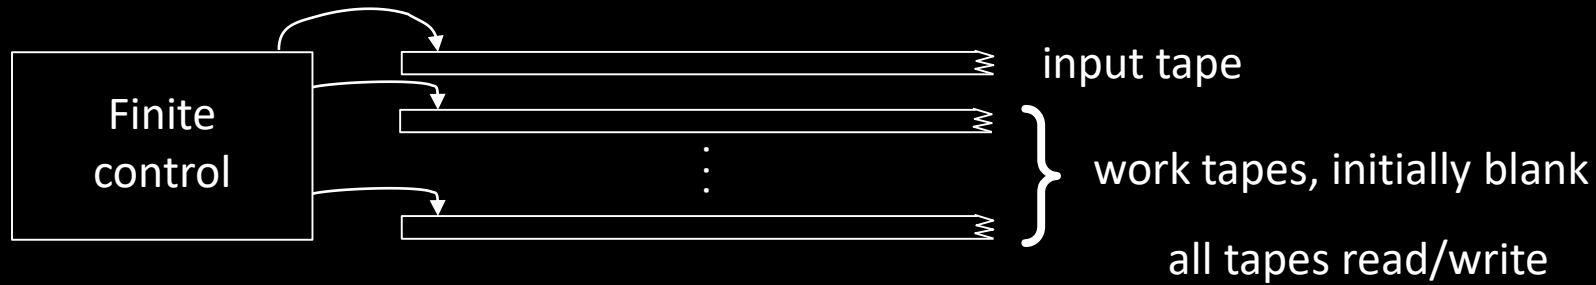 Finite
control
input tape
work tapes, initially blank
all tapes read/write